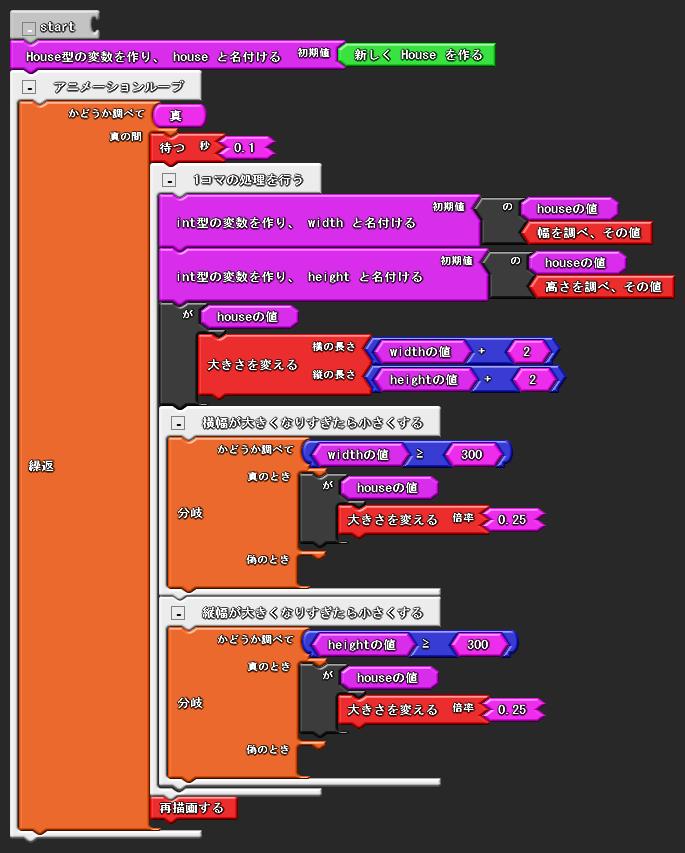 start
House型の変数を作り、 house と名付ける 初期値 新しく House を作る
アニメーションループ
かどうか調べて 真
真の間
待つ 秒 0.1
1コマの処理を行う
int型の変数を作り、 width と名付ける 初期値 の houseの値
幅を調べ、その値
int型の変数を作り、 height と名付ける 初期値 の houseの値
高さを調べ、その値
が houseの値
大きさを変える 横の長さ widthの値 + 2
縦の長さ heightの値 + 2
横幅が大きくなりすぎたら小さくする
かどうか調べて widthの値 ≥ 300
繰返
真のとき が houseの値
分岐 大きさを変える 倍率 0.25
偽のとき
縦幅が大きくなりすぎたら小さくする
かどうか調べて heightの値 ≥ 300
真のとき が houseの値
分岐 大きさを変える 倍率 0.25
偽のとき
再描画する